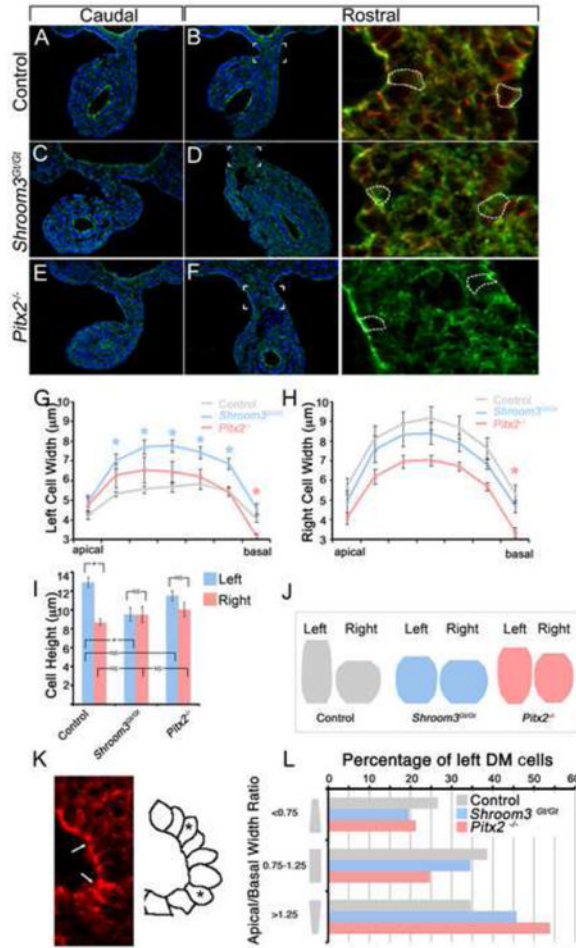 Caudal Rostral
A B
Control
C D
Shroom3Gt/Gt
E F
Pitx2-/-
G H
Control
Shroom3Gt/Gt
Pitx2-/-
Control
Shroom3Gt/Gt
Pitx2-/-
Left Cell Width (μm)
10
9
8
7
6
5
4
3
apical basal
Right Cell Width (μm)
10
9
8
7
6
5
4
3
apical basal
I
Cell Height (μm)
14
12
10
8
6
4
2
Left
Right
Control Shroom3Gt/Gt Pitx2-/-
J
Left Right Left Right Left Right
Control Shroom3Gt/Gt Pitx2-/-
K L
Percentage of left DM cells
0 10 20 30 40 50 60
Apical/Basal Width Ratio
<0.75
0.75-1.25
>1.25
Control
Shroom3 Gt/Gt
Pitx2 -/-